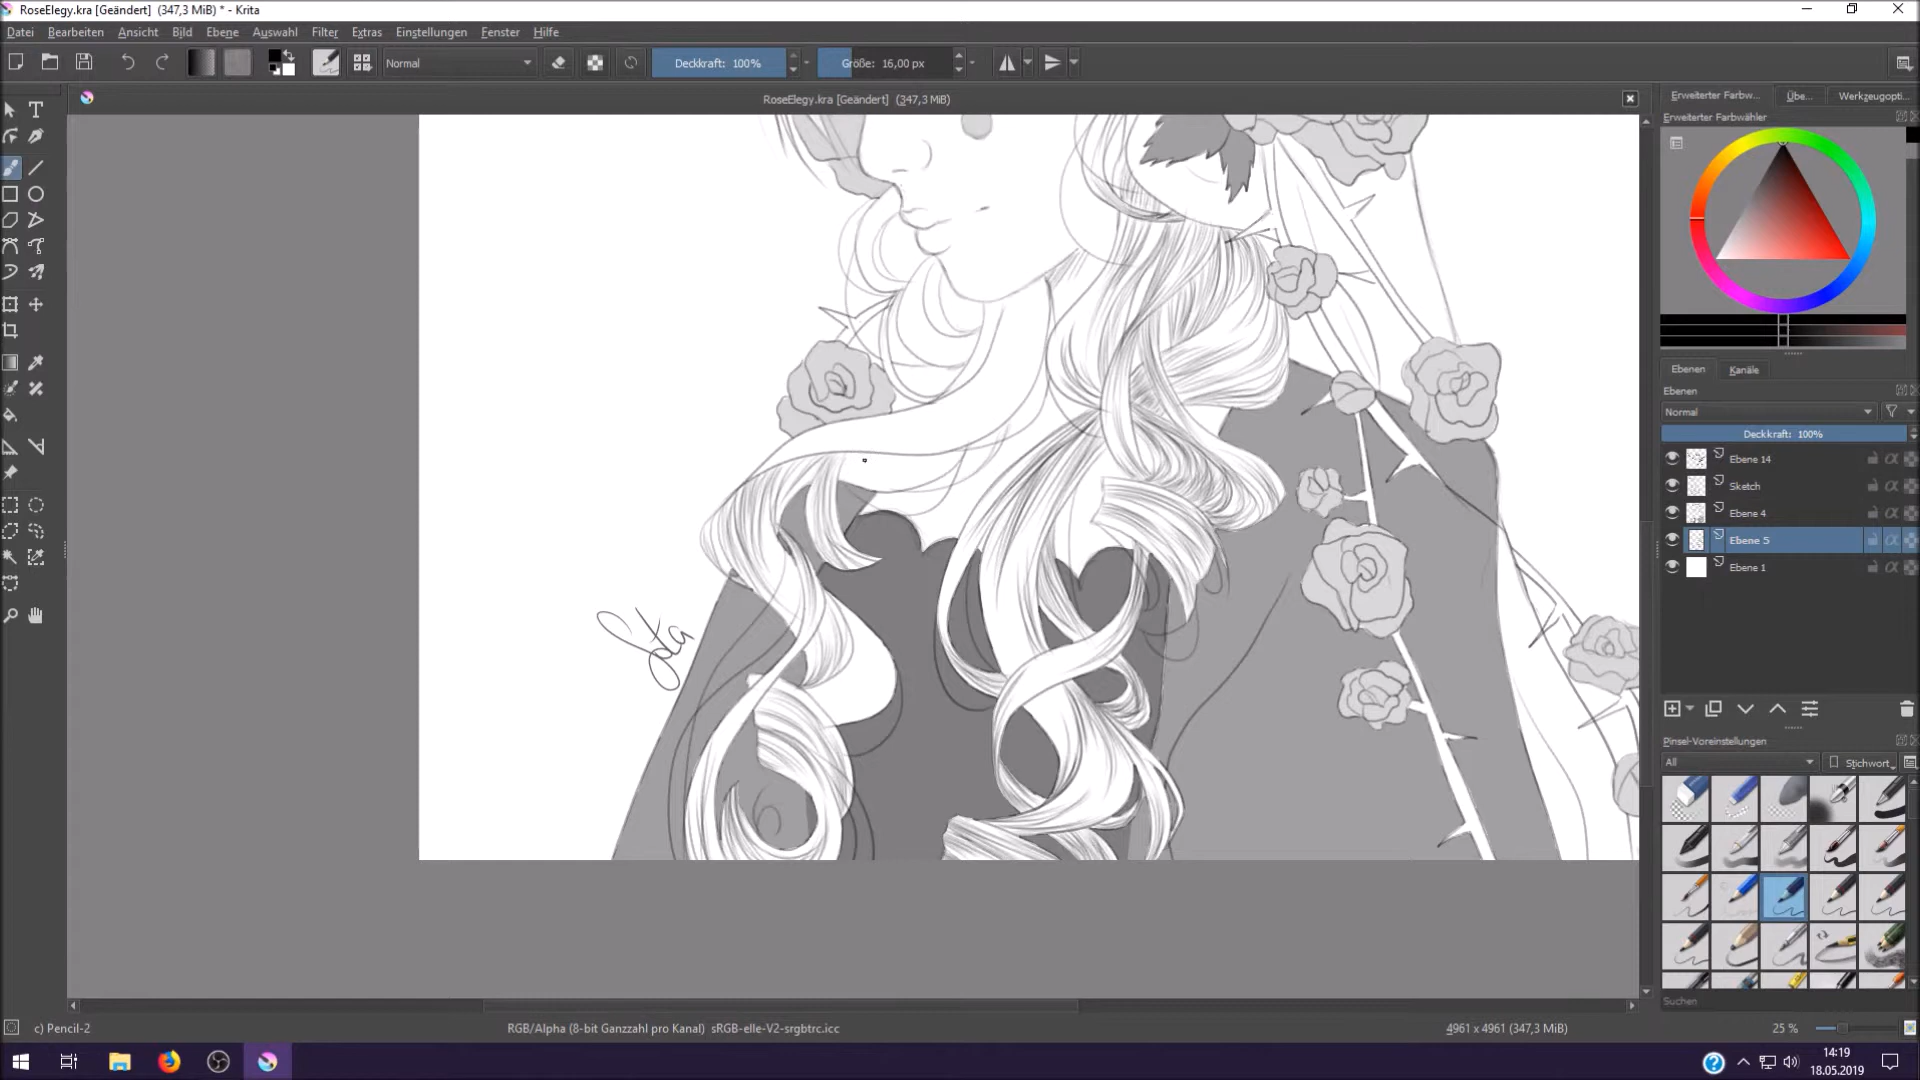 RoseElegy.kra [Geändert]  (347,3 MiB) * - Krita
Datei Bearbeiten Ansicht Bild Ebene Auswahl Filter Extras Einstellungen Fenster Hilfe
Normal Deckkraft: 100% Größe: 16,00 px
RoseElegy.kra [Geändert]  (347,3 MiB)
Erweiterter Farbw... Übe... Werkzeugopti...
Erweiterter Farbwähler
Ebenen Kanäle
Ebenen
Normal
Deckkraft: 100%
Ebene 14
Sketch
Ebene 4
Ebene 5
Ebene 1
Sota
Pinsel-Voreinstellungen
All Stichwort
Suchen
c) Pencil-2 RGB/Alpha (8-bit Ganzzahl pro Kanal)  sRGB-elle-V2-srgbtrc.icc 4961 x 4961 (347,3 MiB) 25 %
14:19
18.05.2019